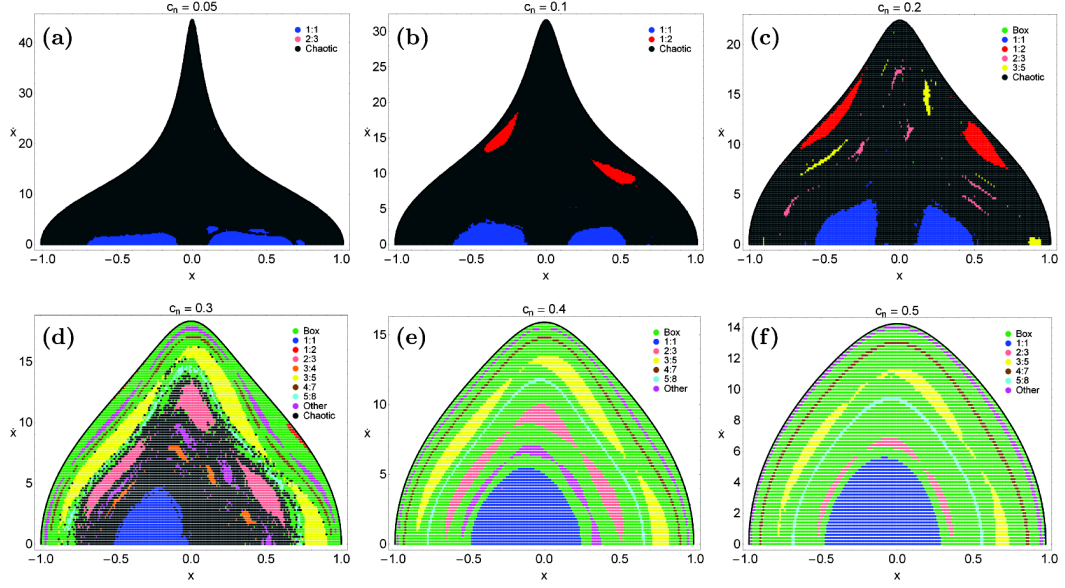 c_n = 0.05
(a)
1:1
2:3
Chaotic
40
30
20
10
0
ẋ
−1.0 −0.5 0.0 0.5 1.0
x
c_n = 0.1
(b)
1:1
1:2
Chaotic
30
25
20
15
10
5
0
ẋ
−1.0 −0.5 0.0 0.5 1.0
x
c_n = 0.2
(c)
Box
1:1
1:2
2:3
3:5
Chaotic
20
15
10
5
0
ẋ
−1.0 −0.5 0.0 0.5 1.0
x
c_n = 0.3
(d)
Box
1:1
1:2
2:3
3:4
3:5
4:7
5:8
Other
Chaotic
15
10
5
0
ẋ
−1.0 −0.5 0.0 0.5 1.0
x
c_n = 0.4
(e)
Box
1:1
2:3
3:5
4:7
5:8
Other
15
10
5
0
ẋ
−1.0 −0.5 0.0 0.5 1.0
x
c_n = 0.5
(f)
Box
1:1
2:3
3:5
4:7
5:8
Other
14
12
10
8
6
4
2
0
ẋ
−1.0 −0.5 0.0 0.5 1.0
x